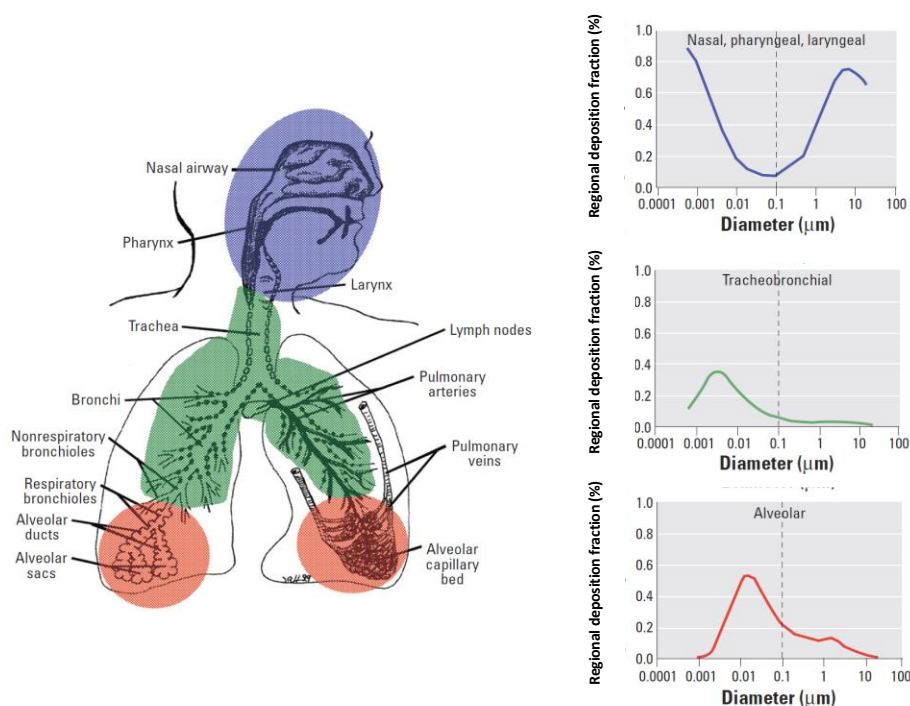 Nasal airway
Pharynx
Larynx
Trachea
Lymph nodes
Bronchi
Pulmonary
arteries
Nonrespiratory
bronchioles
Pulmonary
veins
Respiratory
bronchioles
Alveolar
ducts
Alveolar
sacs
Alveolar
capillary
bed
Regional deposition fraction (%)
Nasal, pharyngeal, laryngeal
1.0
0.8
0.6
0.4
0.2
0.0
0.0001 0.001 0.01 0.1 1 10 100
Diameter (μm)
Regional deposition fraction (%)
Tracheobronchial
1.0
0.8
0.6
0.4
0.2
0.0
0.0001 0.001 0.01 0.1 1 10 100
Regional deposition fraction (%)
Alveolar
1.0
0.8
0.6
0.4
0.2
0.0
0.0001 0.001 0.01 0.1 1 10 100
Diameter (μm)